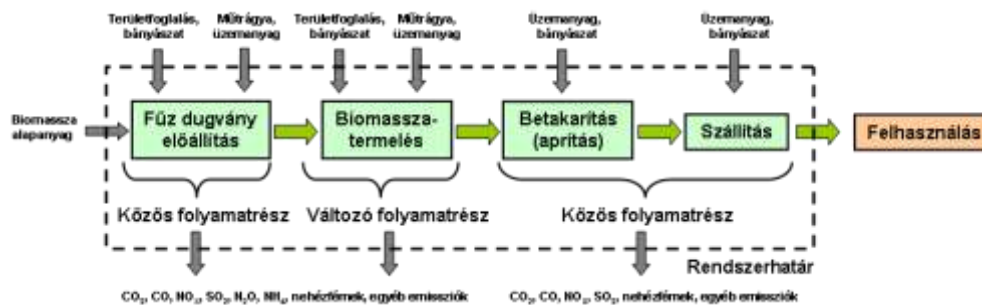 Területfoglalás,
bányászat
Műtrágya,
üzemanyag
Területfoglalás,
bányászat
Műtrágya,
üzemanyag
Üzemanyag,
bányászat
Üzemanyag,
bányászat
Biomassza
alapanyag
Fűz dugvány
előállítás
Biomassza-
termelés
Betakarítás
(aprítás)
Szállítás
Felhasználás
Közös folyamatrész
Változó folyamatrész
Közös folyamatrész
Rendszerhatár
CO₂, CO, NOₓ, SO₂, N₂O, NH₄, nehézfémek, egyéb emissziók
CO₂, CO, NOₓ, SO₂, nehézfémek, egyéb emissziók